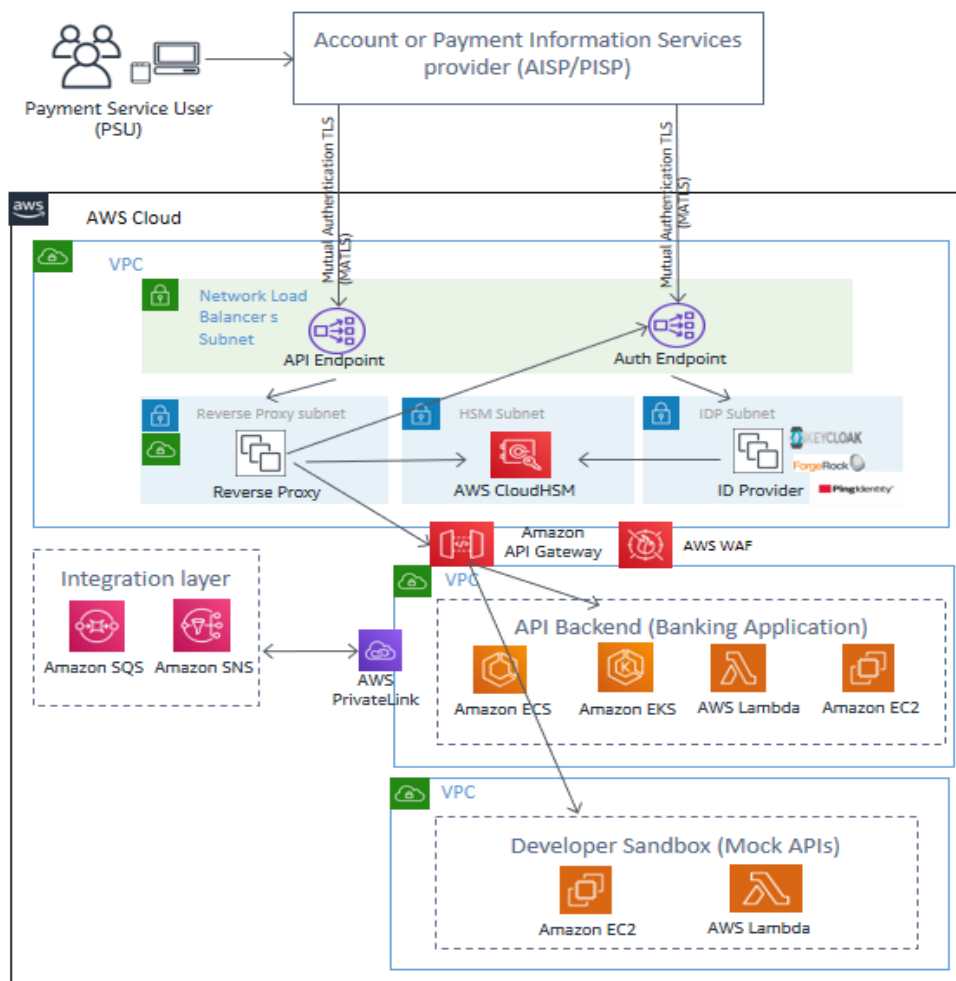 Account or Payment Information Services
provider (AISP/PISP)
Payment Service User
(PSU)
Mutual Authentication TLS
(MATLS)
Mutual Authentication TLS
(MATLS)
aws
AWS Cloud
VPC
Network Load
Balancer s
Subnet
API Endpoint
Auth Endpoint
Reverse Proxy subnet
HSM Subnet
IDP Subnet
KEYCLOAK
ForgeRock
PingIdentity
Reverse Proxy
AWS CloudHSM
ID Provider
Amazon
API Gateway
AWS WAF
Integration layer
Amazon SQS
Amazon SNS
AWS
PrivateLink
VPC
API Backend (Banking Application)
Amazon ECS
Amazon EKS
AWS Lambda
Amazon EC2
VPC
Developer Sandbox (Mock APIs)
Amazon EC2
AWS Lambda